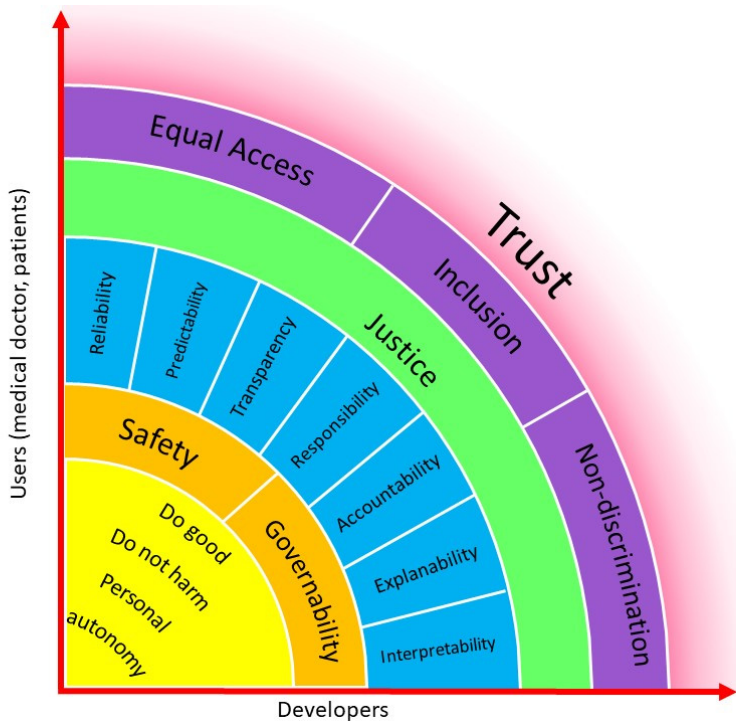 Trust
Equal Access
Inclusion
Non-discrimination
Justice
Reliability
Predictability
Transparency
Responsibility
Accountability
Explanability
Interpretability
Safety
Governability
Do good
Do not harm
Personal
autonomy
Users (medical doctor, patients)
Developers